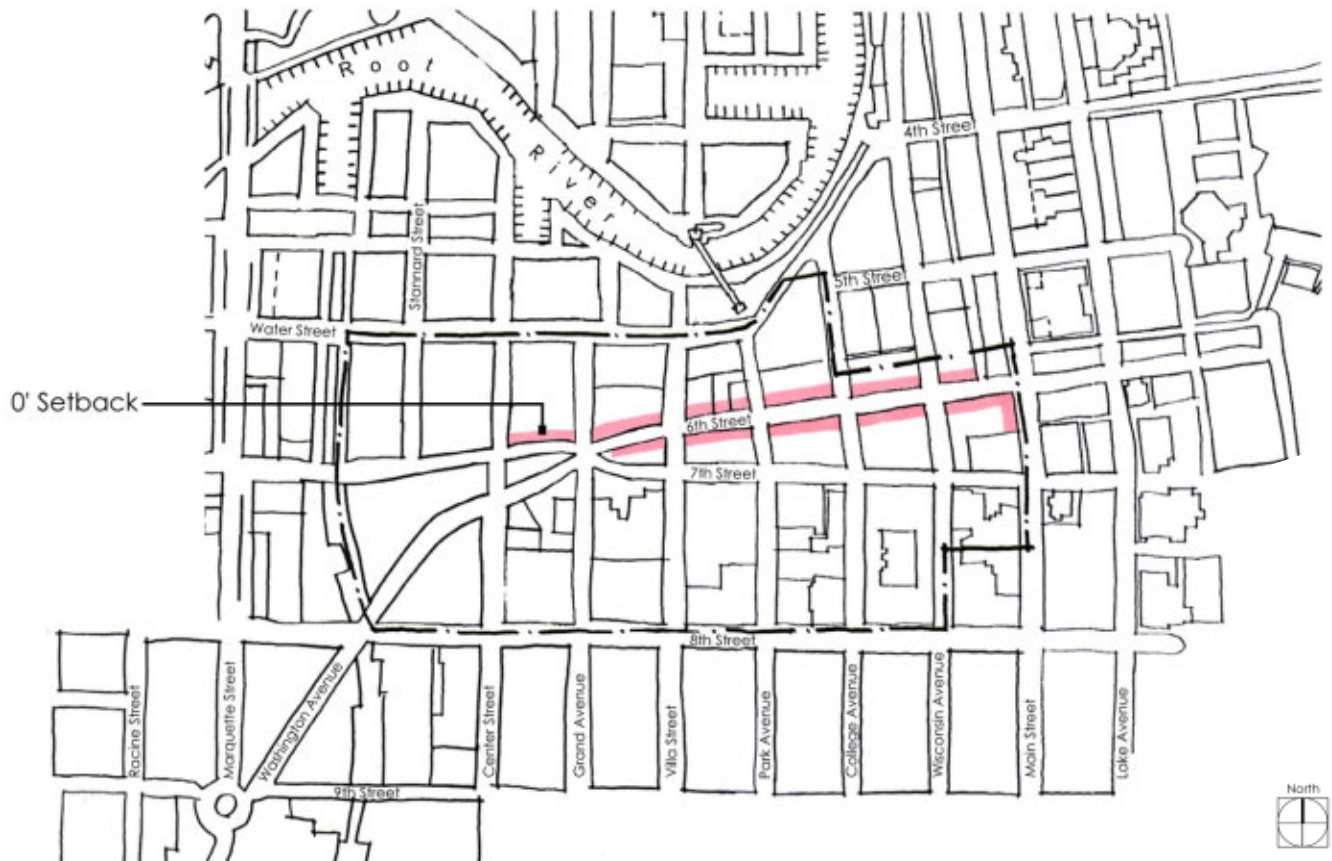 Root
River
4th Street
Stannard Street
5th Street
Water Street
0' Setback
6th Street
7th Street
8th Street
Racine Street
Marquette Street
Washington Avenue
Center Street
Grand Avenue
Villa Street
Park Avenue
College Avenue
Wisconsin Avenue
Main Street
Lake Avenue
9th Street
North